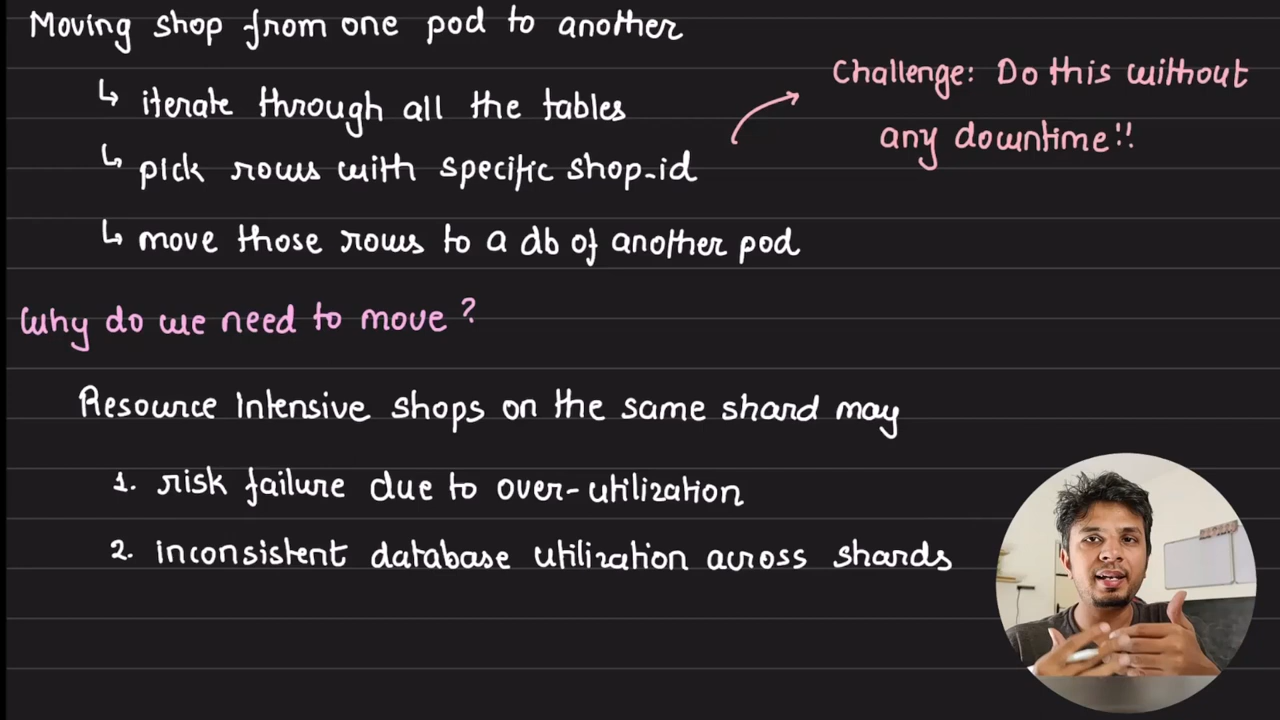 Moving shop from one pod to another
↳ iterate through all the tables
↳ pick rows with specific shop-id
↳ move those rows to a db of another pod
Challenge: Do this without
any downtime!!
Why do we need to move?
Resource Intensive shops on the same shard may
1. risk failure due to over-utilization
2. inconsistent database utilization across shards